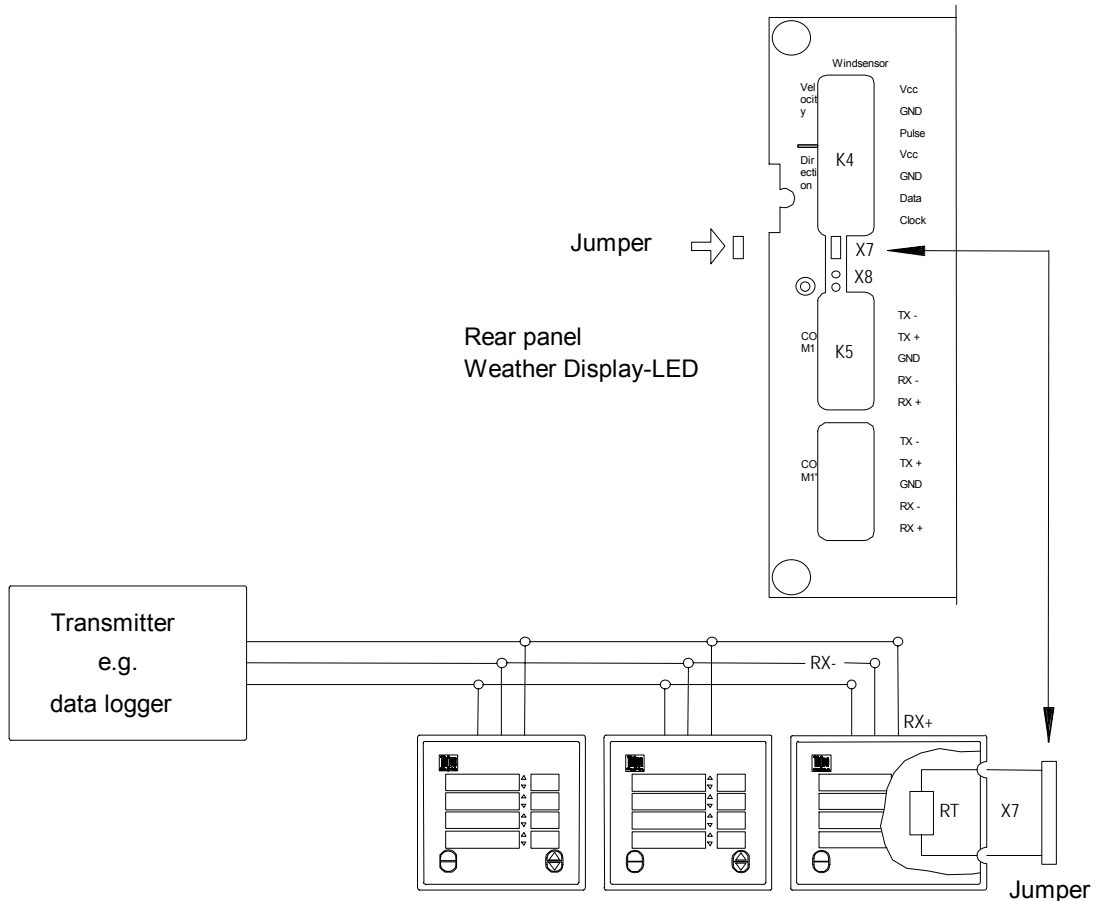 Windsensor
Vel
ocit
y
Dir
ecti
on
K4
Vcc
GND
Pulse
Vcc
GND
Data
Clock
Jumper
X7
X8
Rear panel
Weather Display-LED
CO
M1
K5
TX -
TX +
GND
RX -
RX +
CO
M1'
TX -
TX +
GND
RX -
RX +
Transmitter
e.g.
data logger
RX-
RX+
RT
X7
Jumper